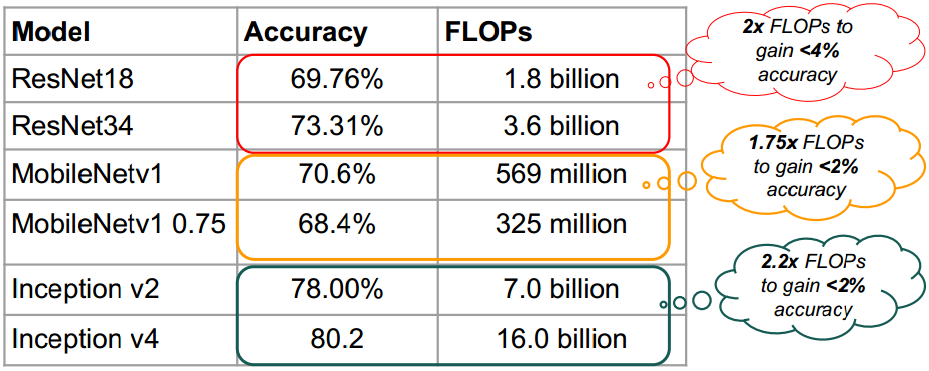 Model Accuracy FLOPs
ResNet18 69.76% 1.8 billion
ResNet34 73.31% 3.6 billion
MobileNetv1 70.6% 569 million
MobileNetv1 0.75 68.4% 325 million
Inception v2 78.00% 7.0 billion
Inception v4 80.2 16.0 billion
2x FLOPs to
gain <4%
accuracy
1.75x FLOPs
to gain <2%
accuracy
2.2x FLOPs
to gain <2%
accuracy